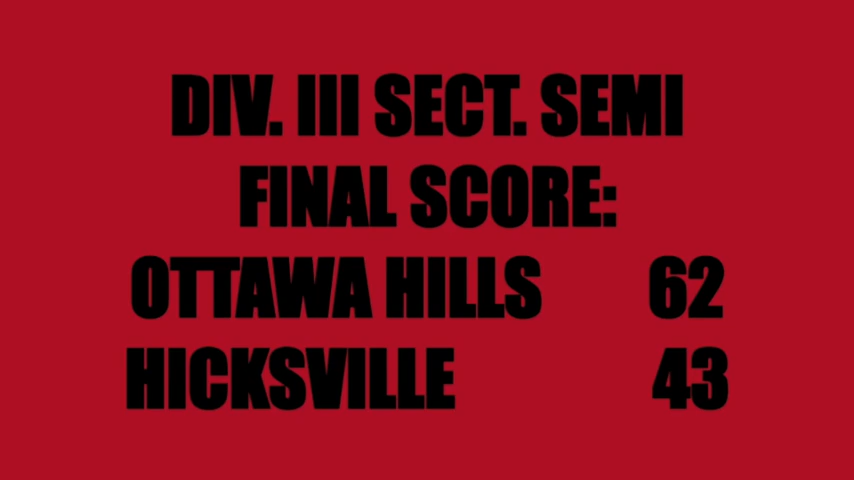 DIV. III SECT. SEMI
FINAL SCORE:
OTTAWA HILLS 62
HICKSVILLE 43